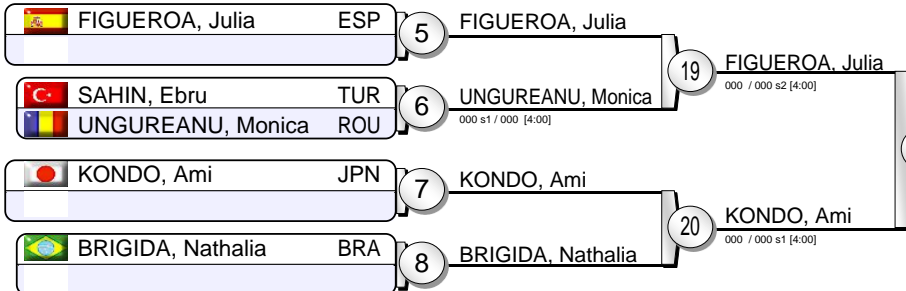 FIGUEROA, Julia ESP
5
FIGUEROA, Julia
19
FIGUEROA, Julia
000 / 000 s2 [4:00]
SAHIN, Ebru TUR
UNGUREANU, Monica ROU
6
UNGUREANU, Monica
000 s1 / 000 [4:00]
KONDO, Ami JPN
7
KONDO, Ami
20
KONDO, Ami
000 / 000 s1 [4:00]
BRIGIDA, Nathalia BRA
8
BRIGIDA, Nathalia